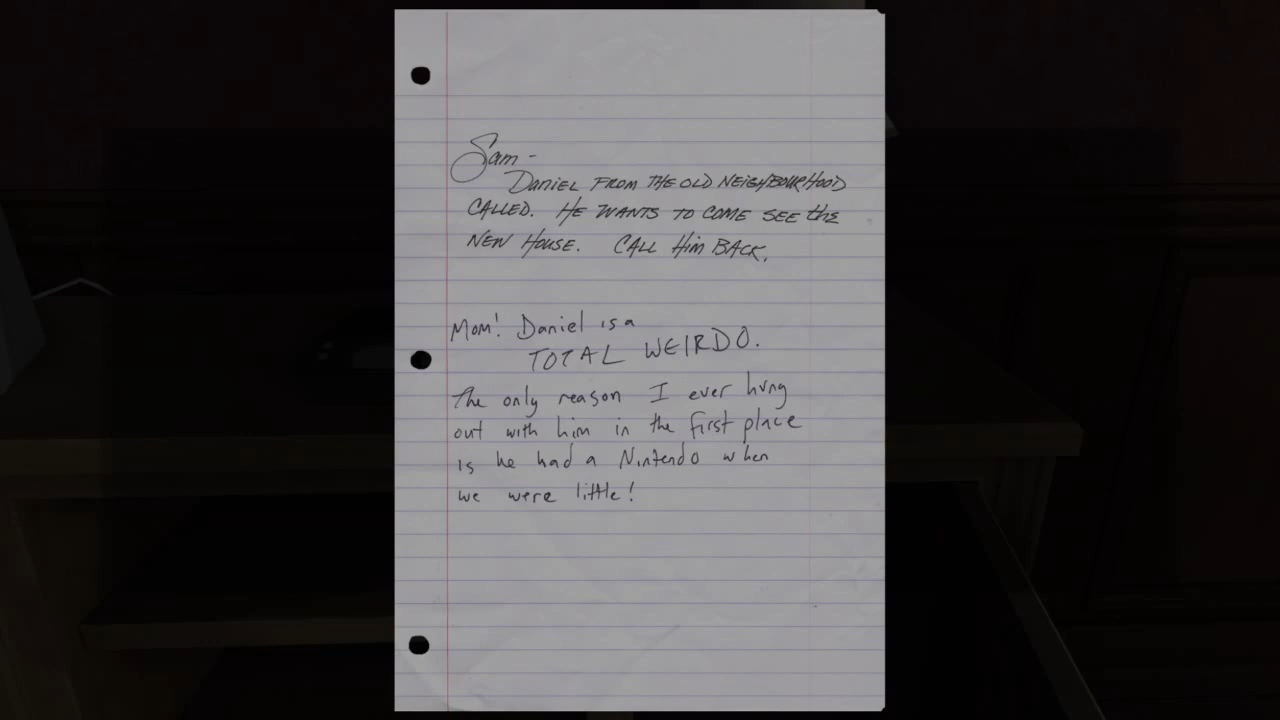 Sam -
DANIEL FROM THE OLD NEIGHBOURHOOD
CALLED. HE WANTS TO COME SEE the
NEW HOUSE. CALL HIM BACK.
Mom! Daniel is a
TOTAL WEIRDO.
The only reason I ever hung
out with him in the first place
is he had a Nintendo when
we were little!